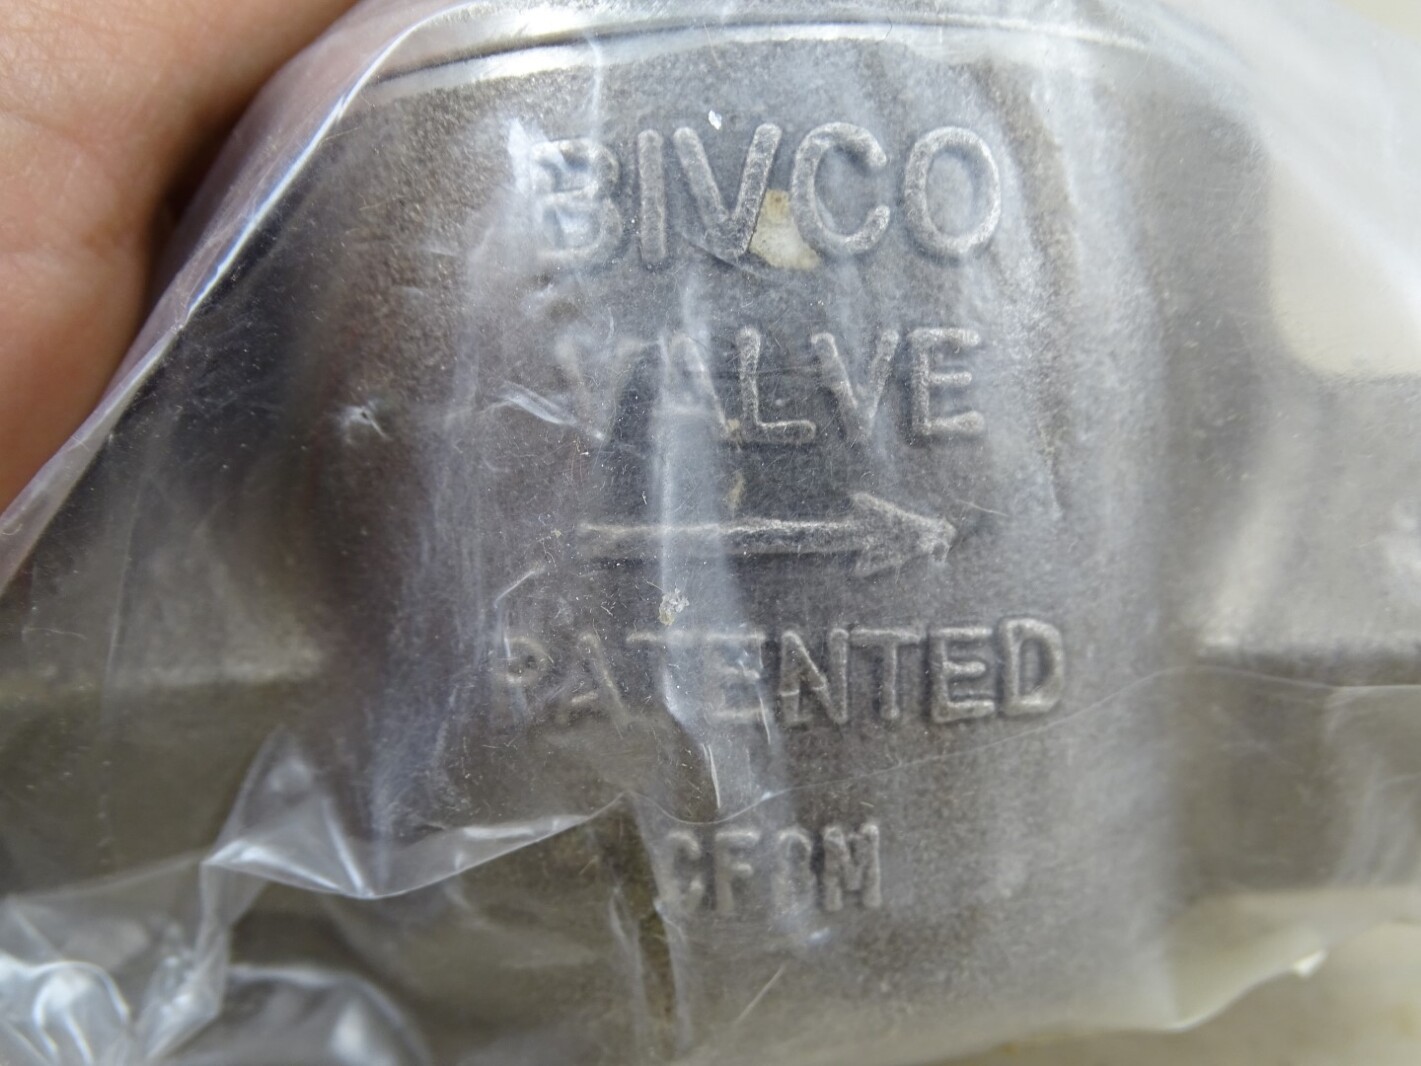 BIVCO
VALVE
PATENTED
CF8M